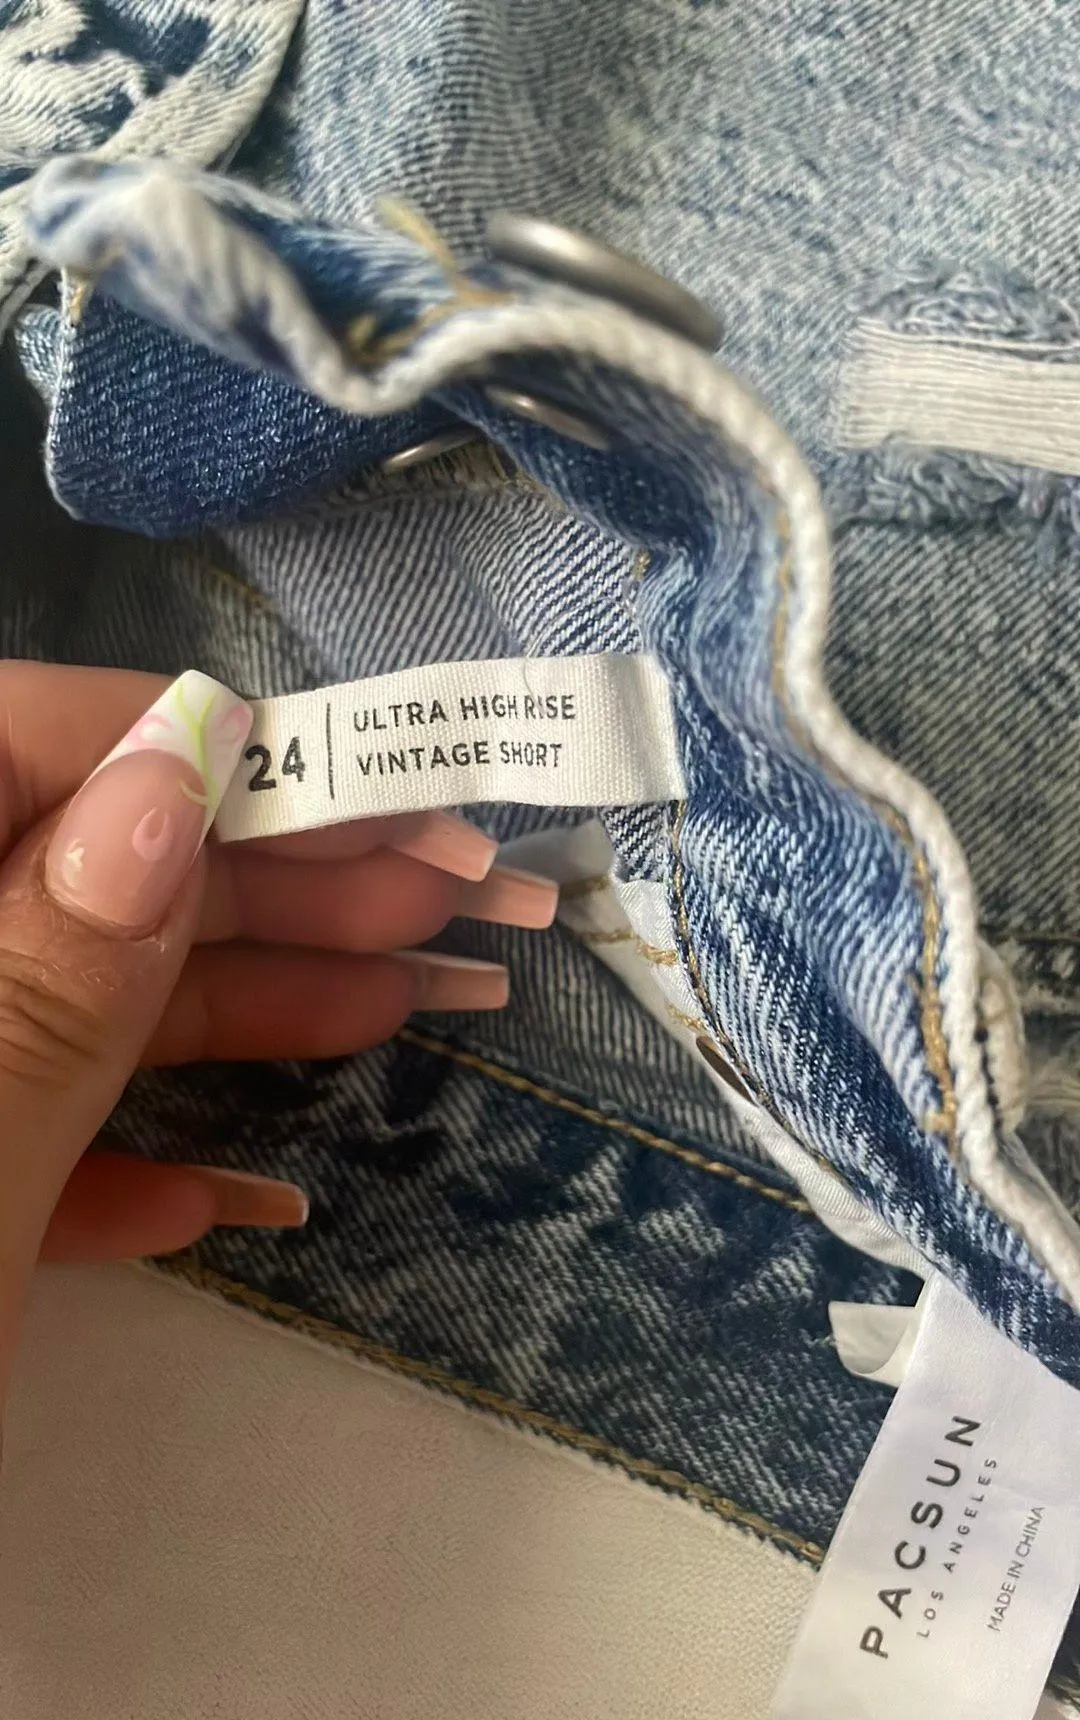 24
ULTRA HIGH RISE
VINTAGE SHORT
PACSUN
LOS ANGELES
MADE IN CHINA